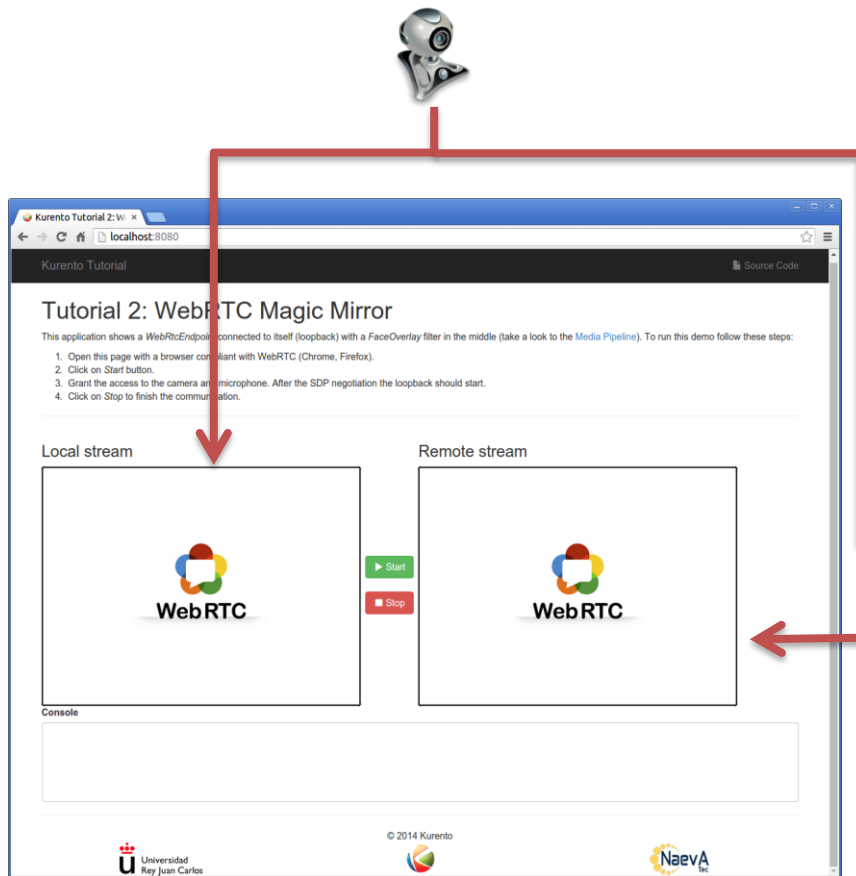 Kurento Tutorial 2: W
localhost:8080
Kurento Tutorial
Source Code
Tutorial 2: WebRTC Magic Mirror
This application shows a WebRtcEndpoint connected to itself (loopback) with a FaceOverlay filter in the middle (take a look to the Media Pipeline). To run this demo follow these steps:
1. Open this page with a browser compliant with WebRTC (Chrome, Firefox).
2. Click on Start button.
3. Grant the access to the camera and microphone. After the SDP negotiation the loopback should start.
4. Click on Stop to finish the communication.
Local stream
Remote stream
WebRTC
Start
Stop
WebRTC
Console
© 2014 Kurento
Universidad
Rey Juan Carlos
NaevA
Tec